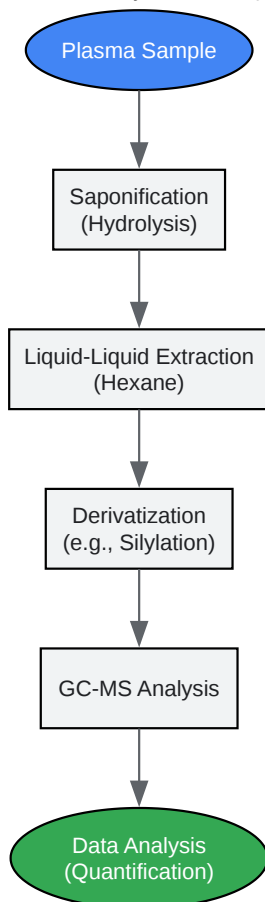 Plasma Sample
Saponification
(Hydrolysis)
Liquid-Liquid Extraction
(Hexane)
Derivatization
(e.g., Silylation)
GC-MS Analysis
Data Analysis
(Quantification)